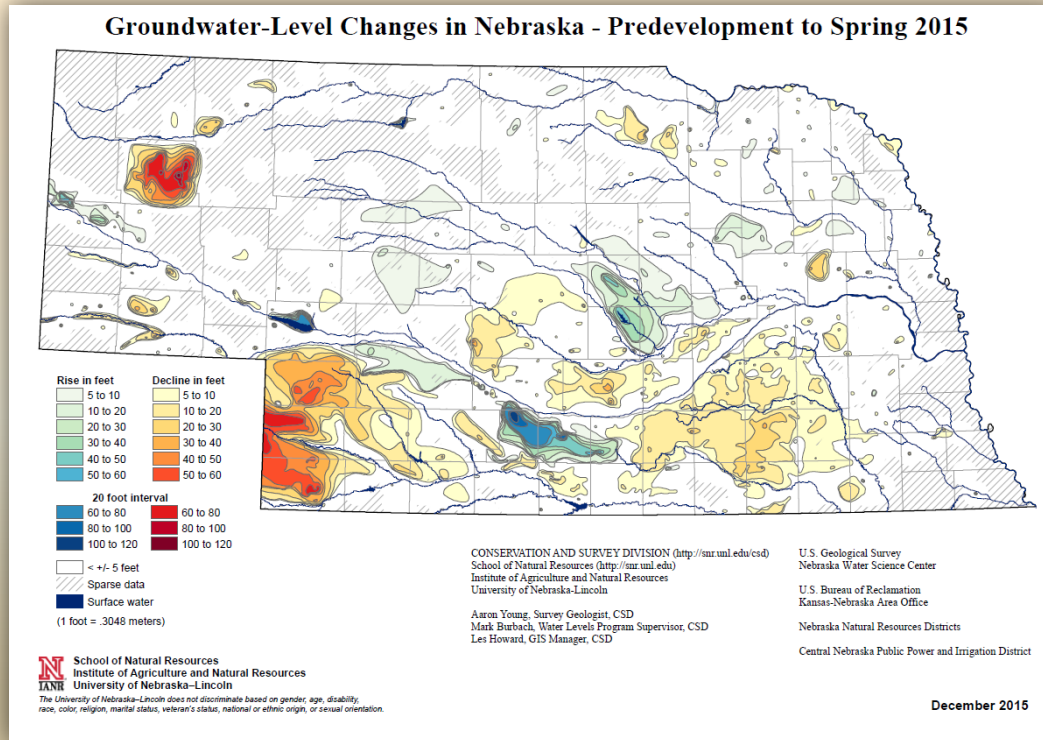 Groundwater-Level Changes in Nebraska - Predevelopment to Spring 2015
Rise in feet
5 to 10
10 to 20
20 to 30
30 to 40
40 to 50
50 to 60
Decline in feet
5 to 10
10 to 20
20 to 30
30 to 40
40 t0 50
50 to 60
20 foot interval
60 to 80
80 to 100
100 to 120
60 to 80
80 to 100
100 to 120
< +/- 5 feet
Sparse data
Surface water
(1 foot = .3048 meters)
CONSERVATION AND SURVEY DIVISION (http://snr.unl.edu/csd)
School of Natural Resources (http://snr.unl.edu)
Institute of Agriculture and Natural Resources
University of Nebraska-Lincoln
Aaron Young, Survey Geologist, CSD
Mark Burbach, Water Levels Program Supervisor, CSD
Les Howard, GIS Manager, CSD
U.S. Geological Survey
Nebraska Water Science Center
U.S. Bureau of Reclamation
Kansas-Nebraska Area Office
Nebraska Natural Resources Districts
Central Nebraska Public Power and Irrigation District
N
IANR
School of Natural Resources
Institute of Agriculture and Natural Resources
University of Nebraska–Lincoln
The University of Nebraska–Lincoln does not discriminate based on gender, age, disability,
race, color, religion, marital status, veteran's status, national or ethnic origin, or sexual orientation.
December 2015